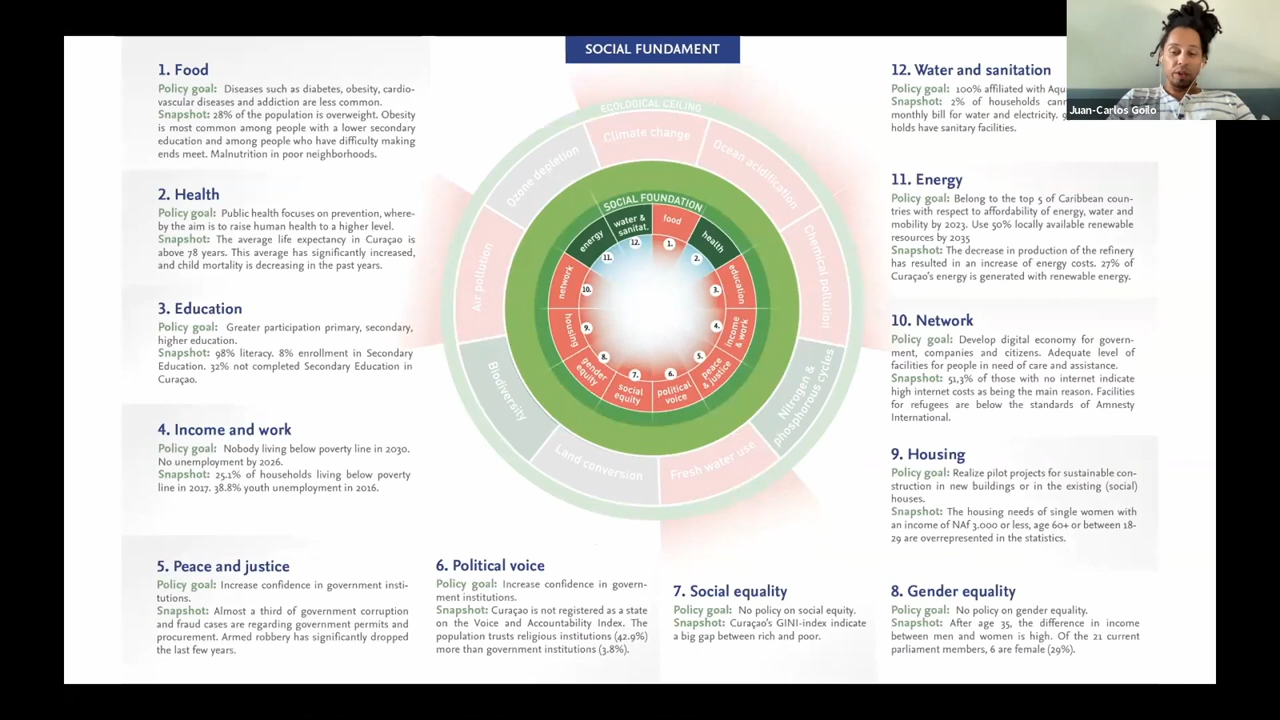 SOCIAL FUNDAMENT
1. Food
Policy goal: Diseases such as diabetes, obesity, cardio-
vascular diseases and addiction are less common.
Snapshot: 28% of the population is overweight. Obesity
is most common among people with a lower secondary
education and among people who have difficulty making
ends meet. Malnutrition in poor neighborhoods.
2. Health
Policy goal: Public health focuses on prevention, where-
by the aim is to raise human health to a higher level.
Snapshot: The average life expectancy in Curaçao is
above 78 years. This average has significantly increased,
and child mortality is decreasing in the past years.
3. Education
Policy goal: Greater participation primary, secondary,
higher education.
Snapshot: 98% literacy. 8% enrollment in Secondary
Education. 32% not completed Secondary Education in
Curaçao.
4. Income and work
Policy goal: Nobody living below poverty line in 2030.
No unemployment by 2026.
Snapshot: 25.1% of households living below poverty
line in 2017. 38.8% youth unemployment in 2016.
5. Peace and justice
Policy goal: Increase confidence in government insti-
tutions.
Snapshot: Almost a third of government corruption
and fraud cases are regarding government permits and
procurement. Armed robbery has significantly dropped
the last few years.
6. Political voice
Policy goal: Increase confidence in govern-
ment institutions.
Snapshot: Curaçao is not registered as a state
on the Voice and Accountability Index. The
population trusts religious institutions (42.9%)
more than government institutions (3.8%).
7. Social equality
Policy goal: No policy on social equity.
Snapshot: Curaçao's GINI-index indicate
a big gap between rich and poor.
8. Gender equality
Policy goal: No policy on gender equality.
Snapshot: After age 35, the difference in income
between men and women is high. Of the 21 current
parliament members, 6 are female (29%).
9. Housing
Policy goal: Realize pilot projects for sustainable con-
struction in new buildings or in the existing (social)
houses.
Snapshot: The housing needs of single women with
an income of NAf 3.000 or less, age 60+ or between 18-
29 are overrepresented in the statistics.
10. Network
Policy goal: Develop digital economy for govern-
ment, companies and citizens. Adequate level of
facilities for people in need of care and assistance.
Snapshot: 51,3% of those with no internet indicate
high internet costs as being the main reason. Facilities
for refugees are below the standards of Amnesty
International.
11. Energy
Policy goal: Belong to the top 5 of Caribbean coun-
tries with respect to affordability of energy, water and
mobility by 2023. Use 50% locally available renewable
resources by 2035
Snapshot: The decrease in production of the refinery
has resulted in an increase of energy costs. 27% of
Curaçao's energy is generated with renewable energy.
12. Water and sanitation
Policy goal: 100% affiliated with
Snapshot: 2% of households
monthly bill for water and electricity.
holds have sanitary facilities.
Juan-Carlos Goilo
ECOLOGICAL CEILING
Climate change
Ocean acidification
Chemical pollution
Nitrogen &
phosphorous cycles
Fresh water use
Land conversion
Biodiversity
Air pollution
Ozone depletion
SOCIAL FOUNDATION
food
1.
health
2.
education
3.
income
& work
4.
peace
& justice
5.
political
voice
6.
social
equity
7.
gender
equity
8.
housing
9.
network
10.
energy
11.
water &
sanitat.
12.